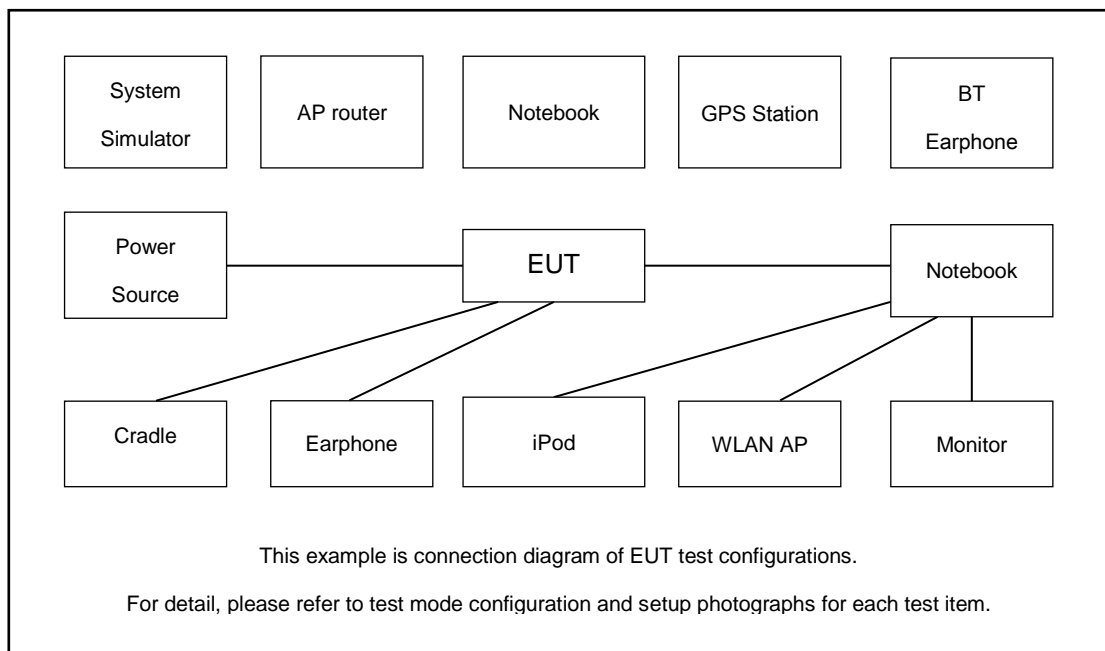 System
Simulator
AP router
Notebook
GPS Station
BT
Earphone
Power
Source
EUT
Notebook
Cradle
Earphone
iPod
WLAN AP
Monitor
This example is connection diagram of EUT test configurations.
For detail, please refer to test mode configuration and setup photographs for each test item.